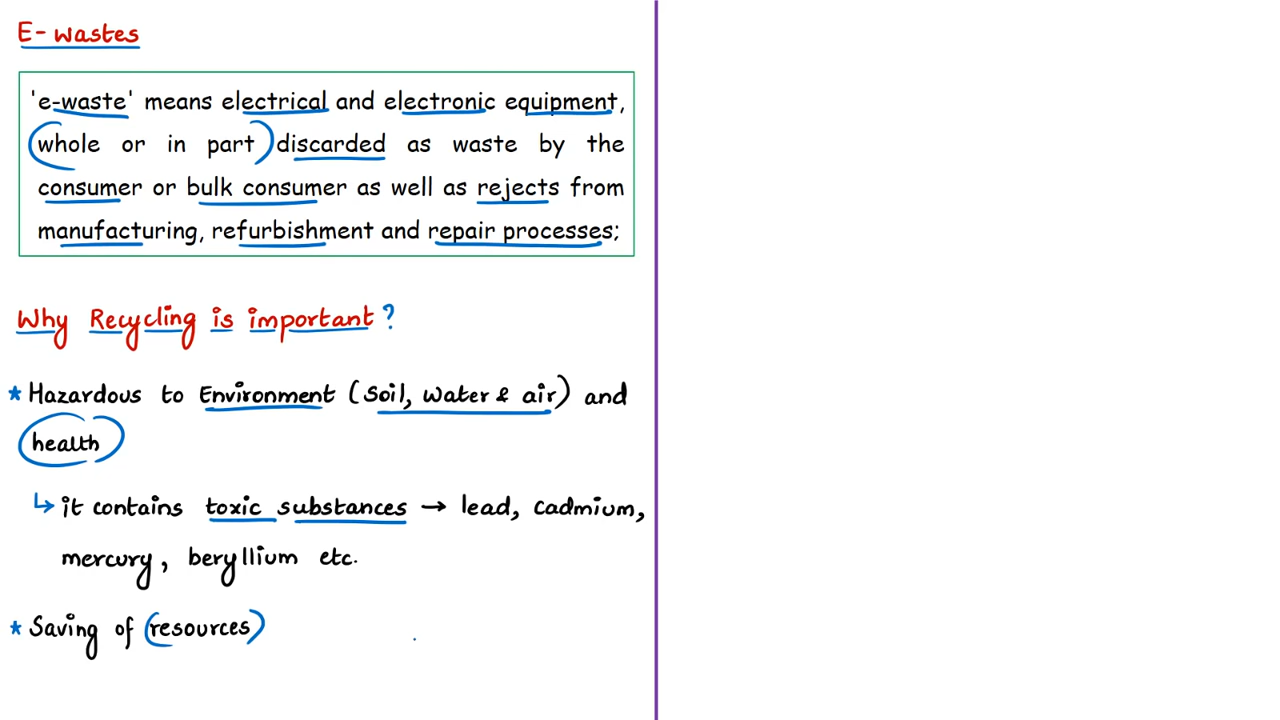 E-wastes
'e-waste' means electrical and electronic equipment,
(whole or in part) discarded as waste by the
consumer or bulk consumer as well as rejects from
manufacturing, refurbishment and repair processes;
Why Recycling is important?
* Hazardous to Environment (Soil, Water & air) and
health
↳ it contains toxic substances → lead, cadmium,
mercury, beryllium etc.
* Saving of (resources)